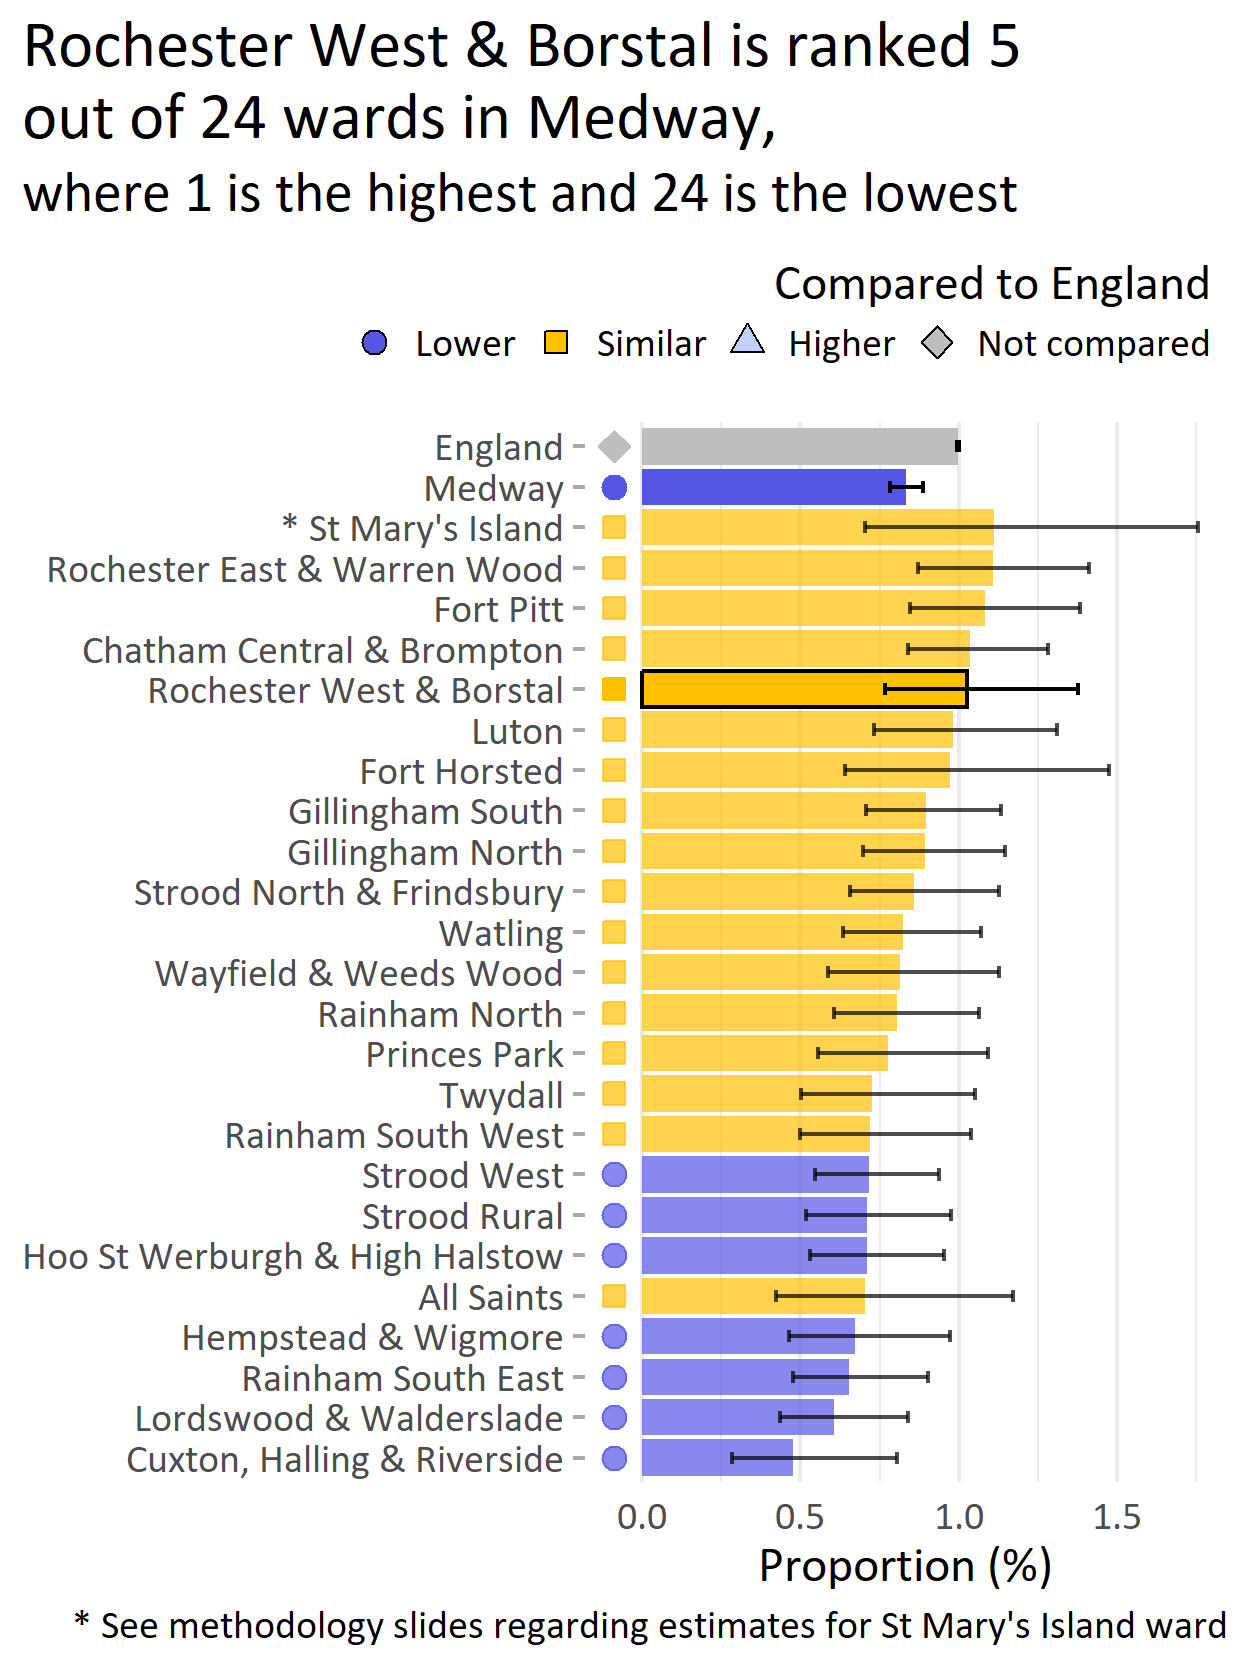 Rochester West & Borstal is ranked 5
out of 24 wards in Medway,
where 1 is the highest and 24 is the lowest
Compared to England
Lower Similar Higher Not compared
England
Medway
* St Mary's Island
Rochester East & Warren Wood
Fort Pitt
Chatham Central & Brompton
Rochester West & Borstal
Luton
Fort Horsted
Gillingham South
Gillingham North
Strood North & Frindsbury
Watling
Wayfield & Weeds Wood
Rainham North
Princes Park
Twydall
Rainham South West
Strood West
Strood Rural
Hoo St Werburgh & High Halstow
All Saints
Hempstead & Wigmore
Rainham South East
Lordswood & Walderslade
Cuxton, Halling & Riverside
0.0 0.5 1.0 1.5
Proportion (%)
* See methodology slides regarding estimates for St Mary's Island ward